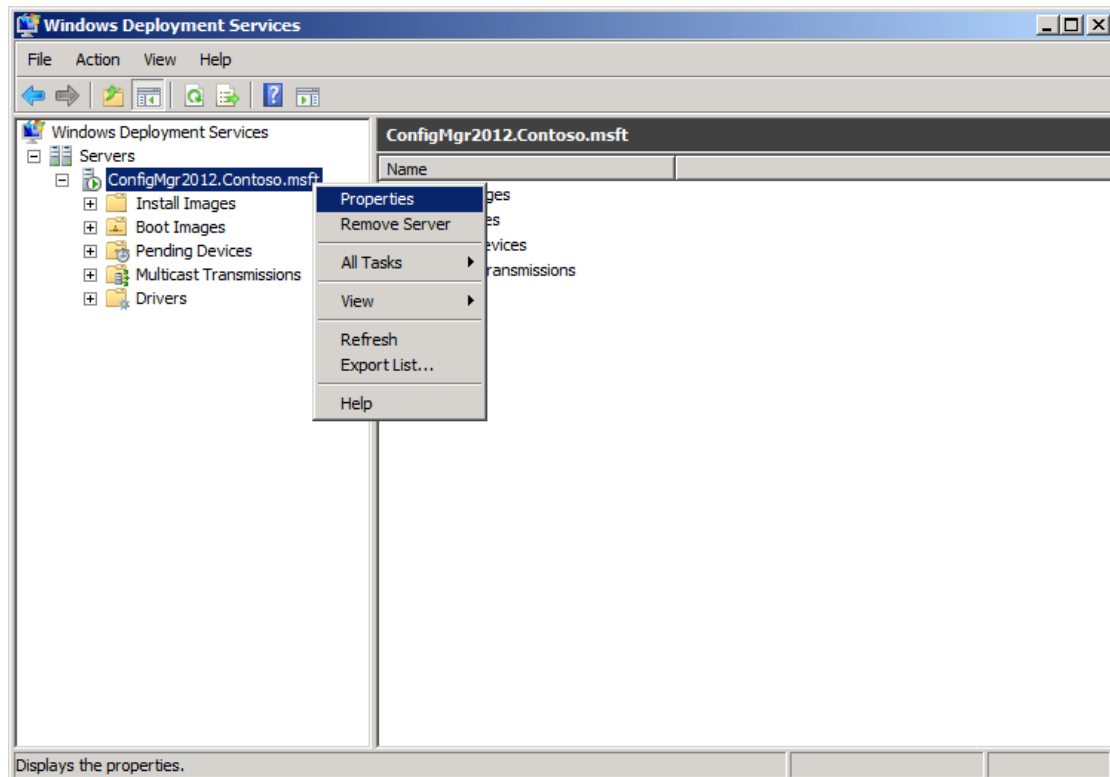 Windows Deployment Services
File Action View Help
Windows Deployment Services
Servers
ConfigMgr2012.Contoso.msft
Install Images
Boot Images
Pending Devices
Multicast Transmissions
Drivers
ConfigMgr2012.Contoso.msft
Name
Properties
Remove Server
All Tasks
View
Refresh
Export List...
Help
Displays the properties.